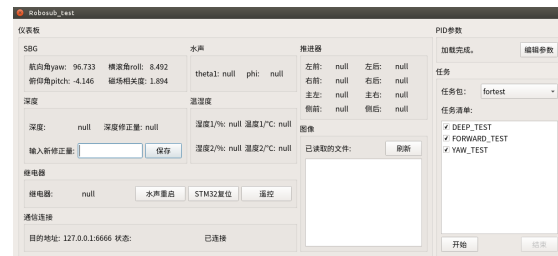 Robosub_test
仪表板
SBG
航向角yaw: 96.733 横滚角roll: 8.492
俯仰角pitch: -4.146 磁场相关度: 1.894
水声
theta1: null phi: null
推进器
左前: null 左后: null
右前: null 右后: null
主左: null 主右: null
侧前: null 侧后: null
深度
深度: null 深度修正量: null
输入新修正量: 保存
温湿度
湿度1/%: null 温度1/°C: null
湿度2/%: null 温度2/°C: null
图像
已读取的文件: 刷新
继电器
继电器: null 水声重启 STM32复位 遥控
通信连接
目的地址: 127.0.0.1:6666 状态: 已连接
PID参数
加载完成。 编辑参数
任务
任务包: fortest
任务清单:
DEEP_TEST
FORWARD_TEST
YAW_TEST
开始 结束